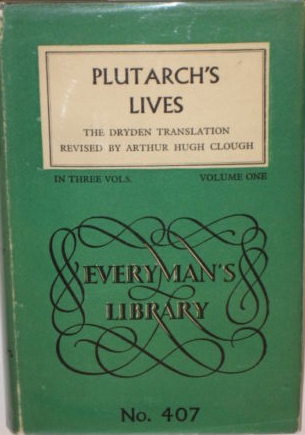 PLUTARCH'S
LIVES
THE DRYDEN TRANSLATION
REVISED BY ARTHUR HUGH CLOUGH
IN THREE VOLS. VOLUME ONE
EVERYMAN'S
LIBRARY
No. 407